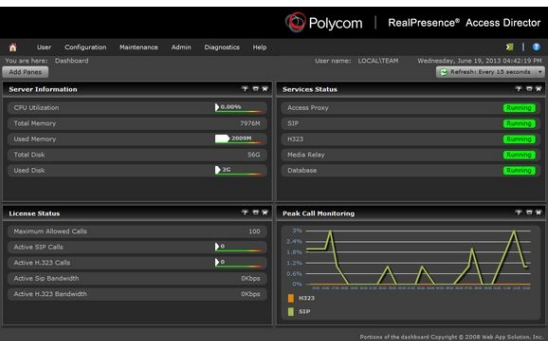 Polycom | RealPresence® Access Director
User Configuration Maintenance Admin Diagnostics Help
You are here: Dashboard User name: LOCAL\TEAM Wednesday, June 19, 2013 04:42:19 PM
Add Panes Refresh: Every 15 seconds
Server Information
CPU Utilization 0.00%
Total Memory 7976M
Used Memory 2009M
Total Disk 56G
Used Disk 2G
Services Status
Access Proxy Running
SIP Running
H323 Running
Media Relay Running
Database Running
License Status
Maximum Allowed Calls 100
Active SIP Calls 0
Active H.323 Calls 0
Active Sip Bandwidth 0Kbps
Active H.323 Bandwidth 0Kbps
Peak Call Monitoring
3%
2.4%
1.8%
1.2%
0.6%
0%
H323
SIP
Portions of the dashboard Copyright © 2008 Web App Solution, Inc.